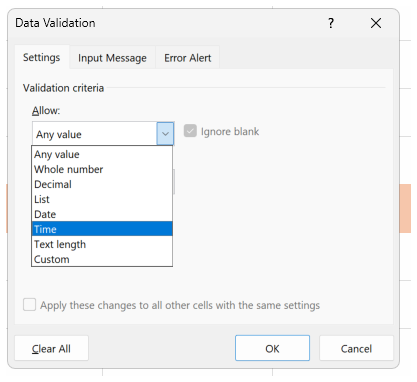 Data Validation ?
Settings Input Message Error Alert
Validation criteria
Allow:
Any value Ignore blank
Any value
Whole number
Decimal
List
Date
Time
Text length
Custom
Apply these changes to all other cells with the same settings
Clear All OK Cancel